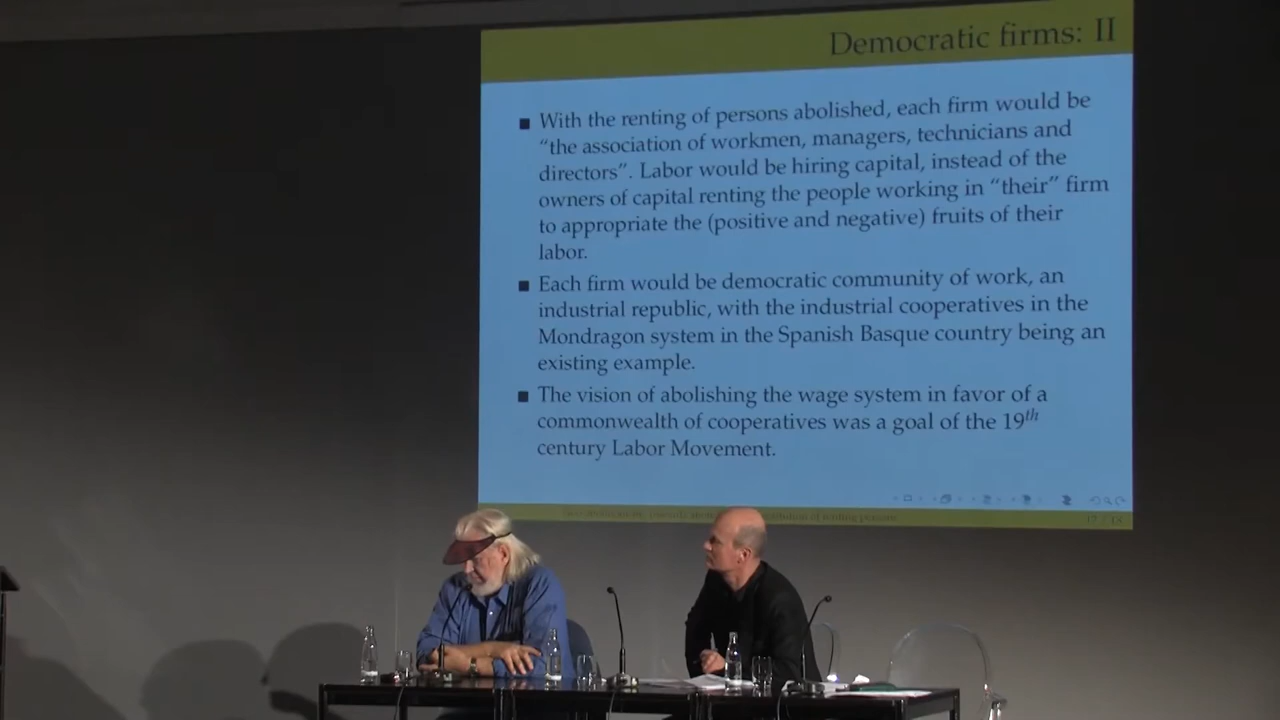 Democratic firms: II
■ With the renting of persons abolished, each firm would be
“the association of workmen, managers, technicians and
directors”. Labor would be hiring capital, instead of the
owners of capital renting the people working in “their” firm
to appropriate the (positive and negative) fruits of their
labor.
■ Each firm would be democratic community of work, an
industrial republic, with the industrial cooperatives in the
Mondragon system in the Spanish Basque country being an
existing example.
■ The vision of abolishing the wage system in favor of a
commonwealth of cooperatives was a goal of the 19th
century Labor Movement.
of renting persons
17 / 18